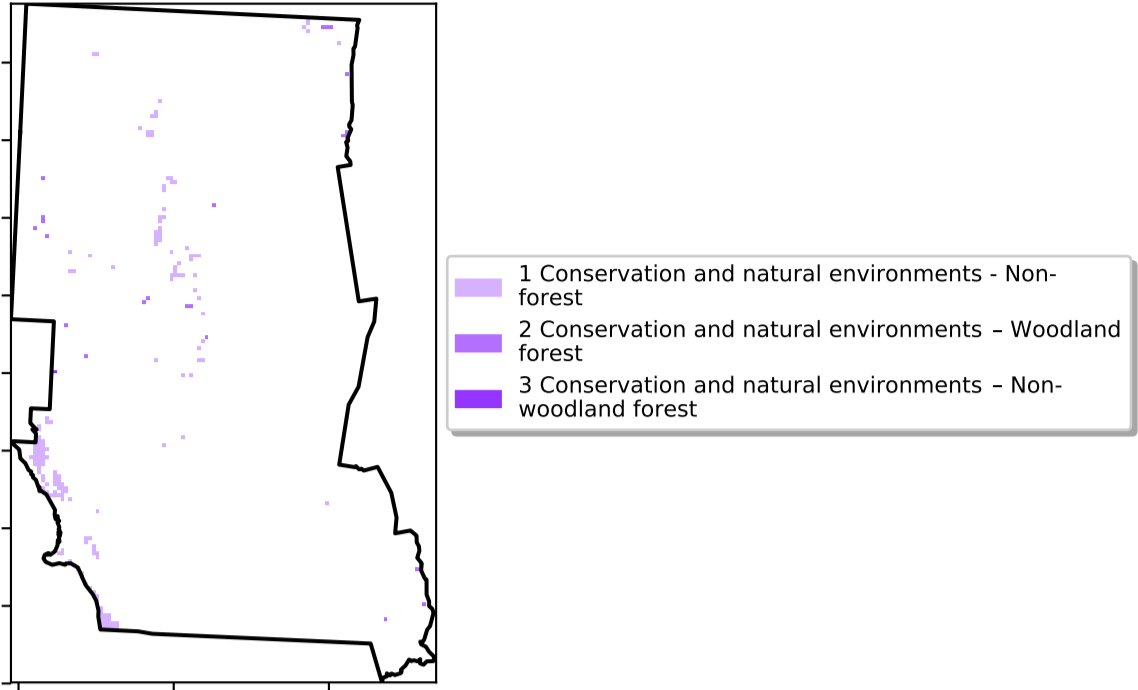 1 Conservation and natural environments - Non-
forest
2 Conservation and natural environments – Woodland
forest
3 Conservation and natural environments – Non-
woodland forest